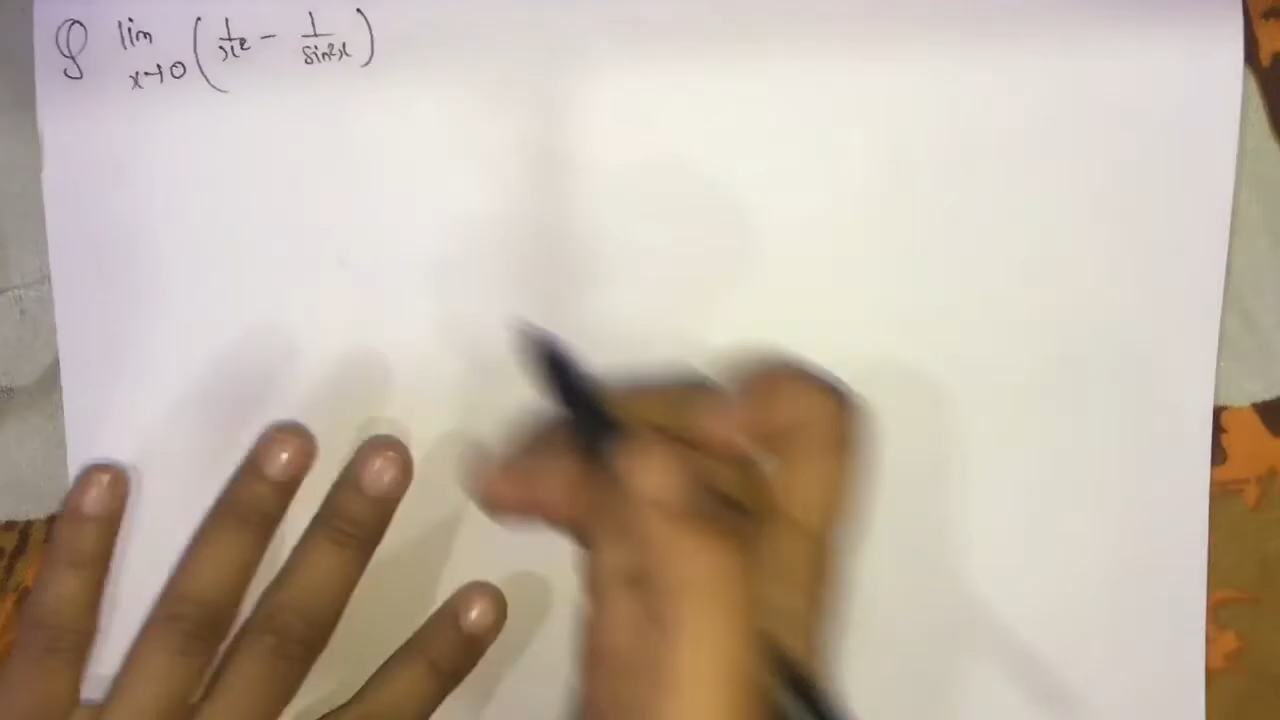 Q lim x→0 (1/x² - 1/sin²x)